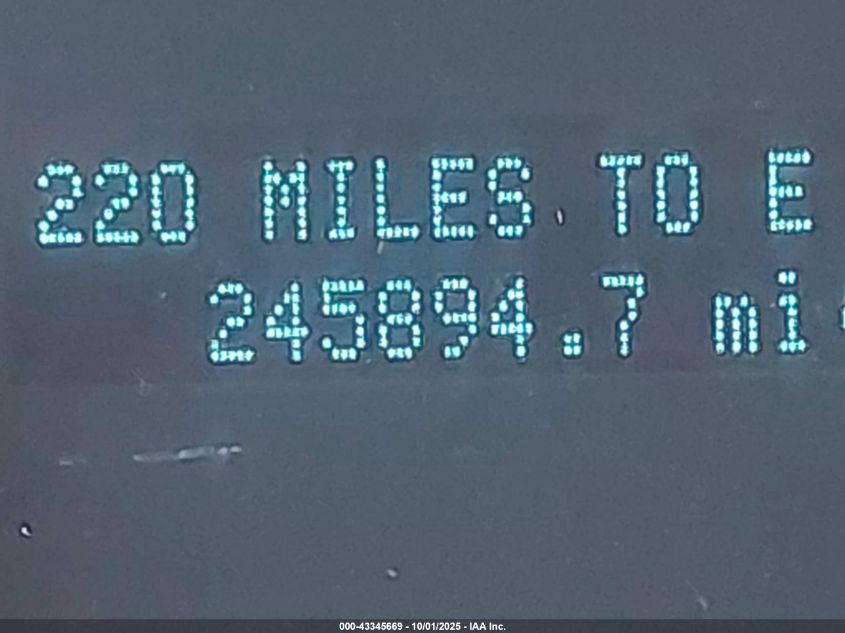 220 MILES TO E
245894.7 mi
000-43345669 - 10/01/2025 - IAA Inc.